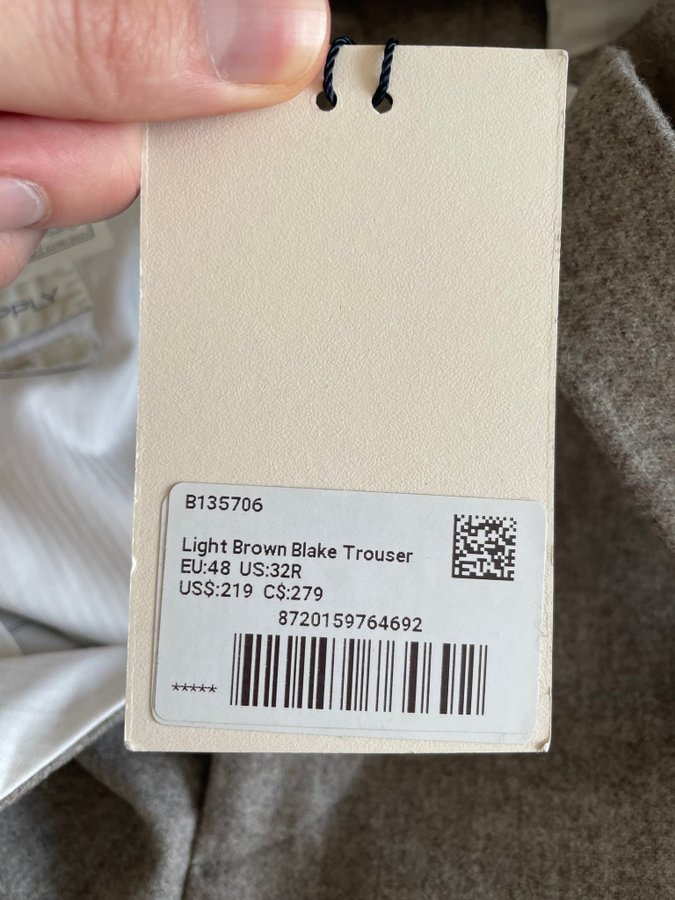 PPLY
B135706
Light Brown Blake Trouser
EU:48 US:32R
US$:219 C$:279
8720159764692
*****